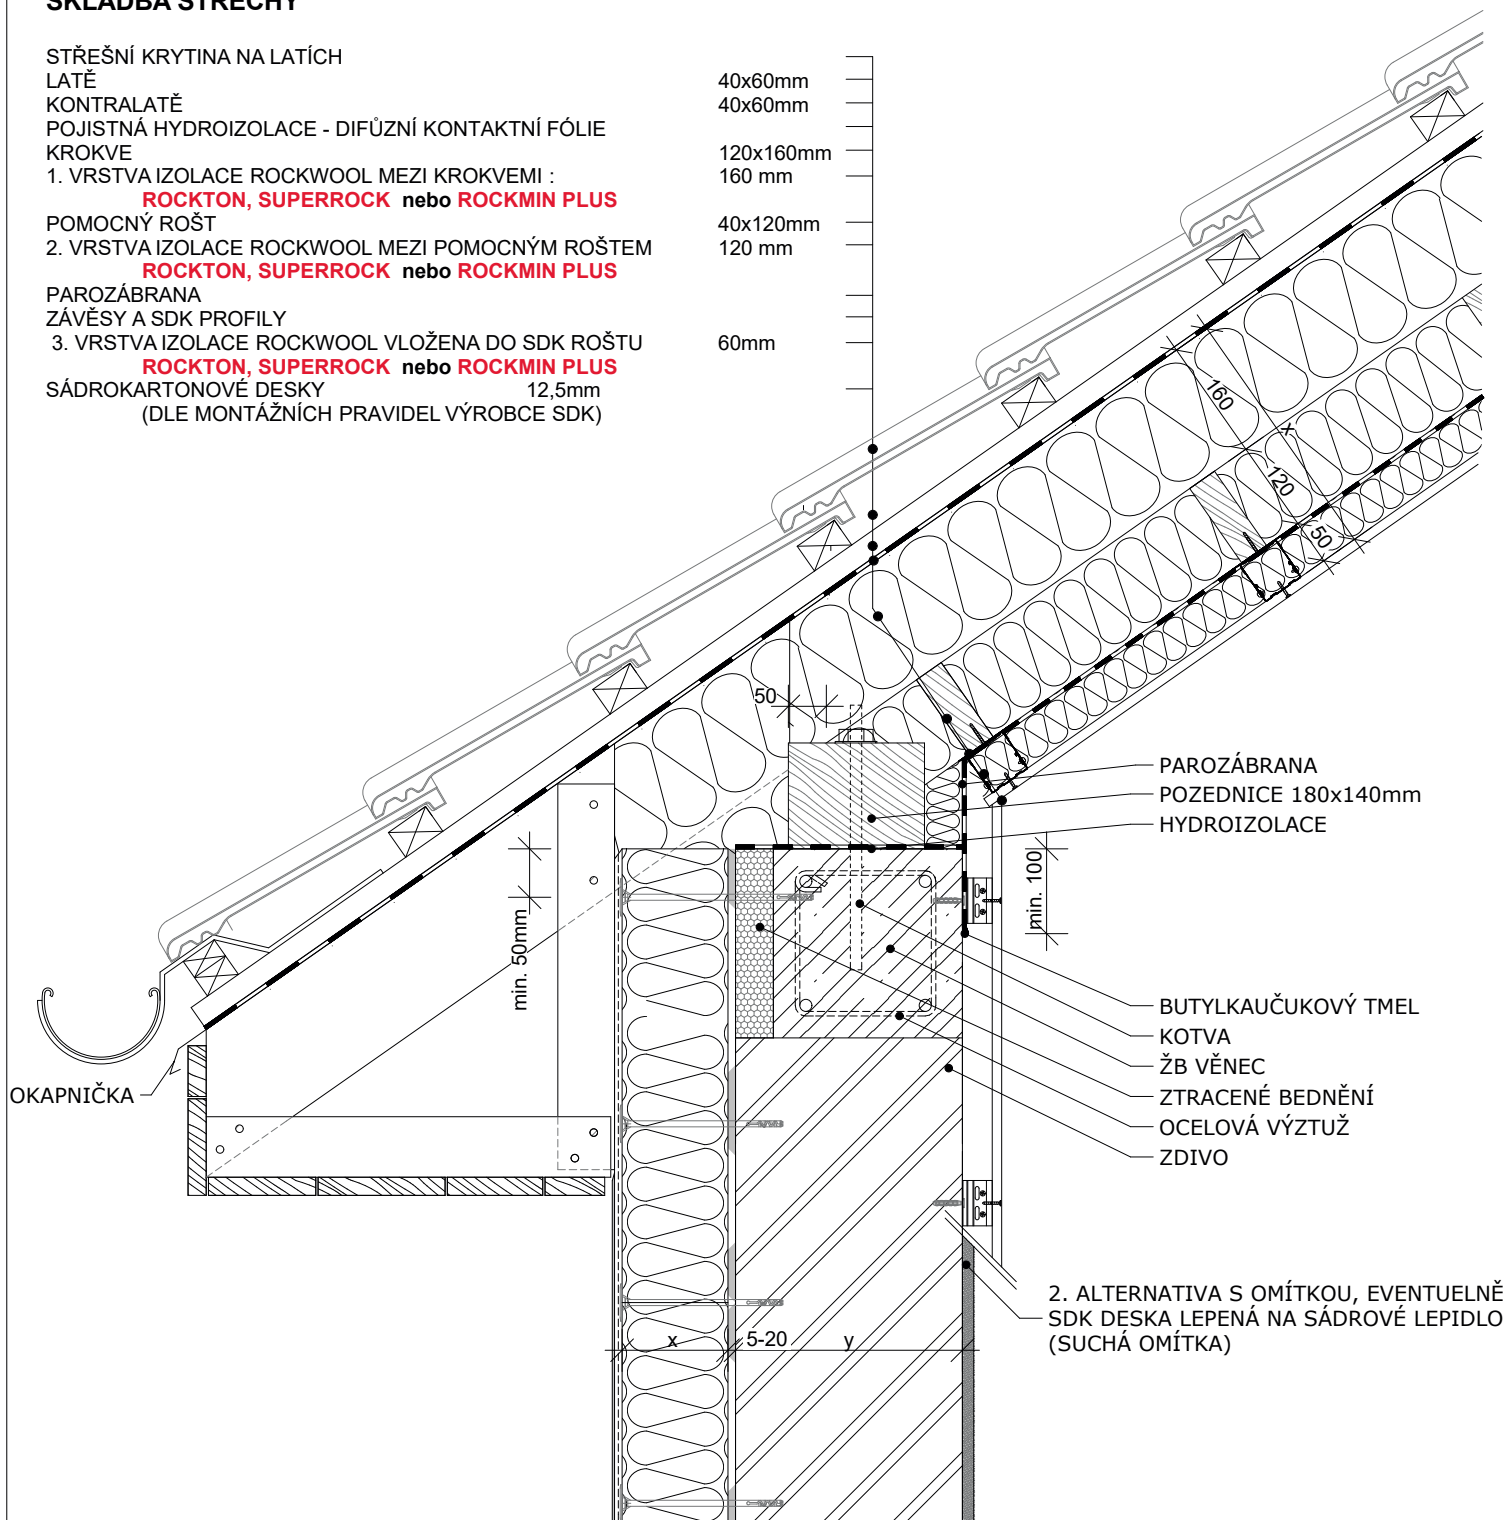 SKLADBA STŘECHY
STŘEŠNÍ KRYTINA NA LATÍCH
LATĚ 40x60mm
KONTRALATĚ 40x60mm
POJISTNÁ HYDROIZOLACE - DIFŮZNÍ KONTAKTNÍ FÓLIE
KROKVE 120x160mm
1. VRSTVA IZOLACE ROCKWOOL MEZI KROKVEMI : 160 mm
ROCKTON, SUPERROCK nebo ROCKMIN PLUS
POMOCNÝ ROŠT 40x120mm
2. VRSTVA IZOLACE ROCKWOOL MEZI POMOCNÝM ROŠTEM 120 mm
ROCKTON, SUPERROCK nebo ROCKMIN PLUS
PAROZÁBRANA
ZÁVĚSY A SDK PROFILY
3. VRSTVA IZOLACE ROCKWOOL VLOŽENA DO SDK ROŠTU 60mm
ROCKTON, SUPERROCK nebo ROCKMIN PLUS
SÁDROKARTONOVÉ DESKY 12,5mm
(DLE MONTÁŽNÍCH PRAVIDEL VÝROBCE SDK)
160
x
120
50
50
PAROZÁBRANA
POZEDNICE 180x140mm
HYDROIZOLACE
min. 100
min. 50mm
BUTYLKAUČUKOVÝ TMEL
KOTVA
ŽB VĚNEC
ZTRACENÉ BEDNĚNÍ
OCELOVÁ VÝZTUŽ
ZDIVO
OKAPNIČKA
2. ALTERNATIVA S OMÍTKOU, EVENTUELNĚ
SDK DESKA LEPENÁ NA SÁDROVÉ LEPIDLO
(SUCHÁ OMÍTKA)
x 5-20 y